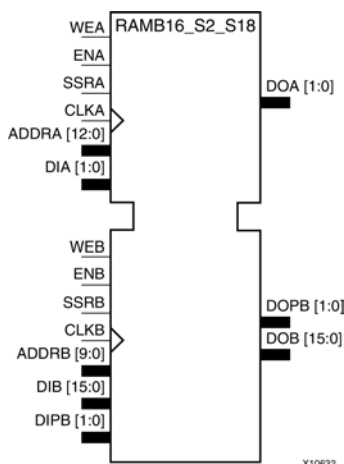 RAMB16_S2_S18
WEA
ENA
SSRA
CLKA
ADDRA [12:0]
DIA [1:0]
DOA [1:0]
WEB
ENB
SSRB
CLKB
ADDRB [9:0]
DIB [15:0]
DIPB [1:0]
DOPB [1:0]
DOB [15:0]
X10632